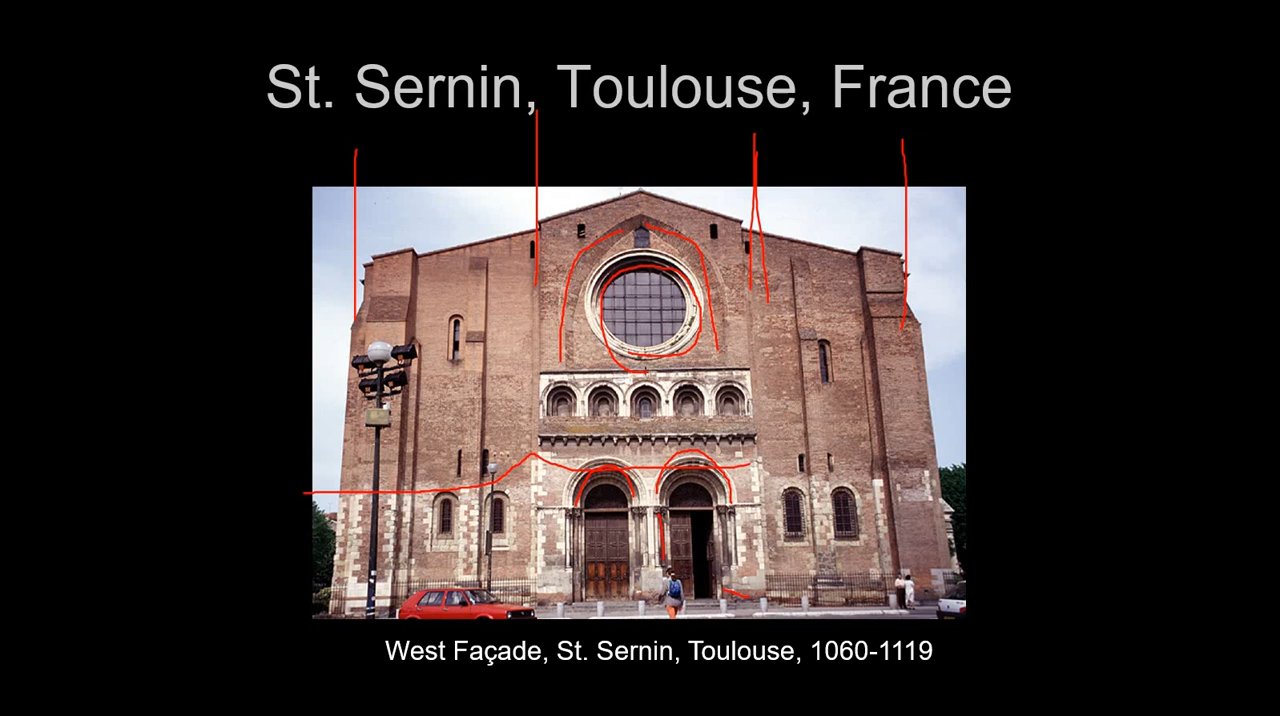 St. Sernin, Toulouse, France
West Façade, St. Sernin, Toulouse, 1060-1119